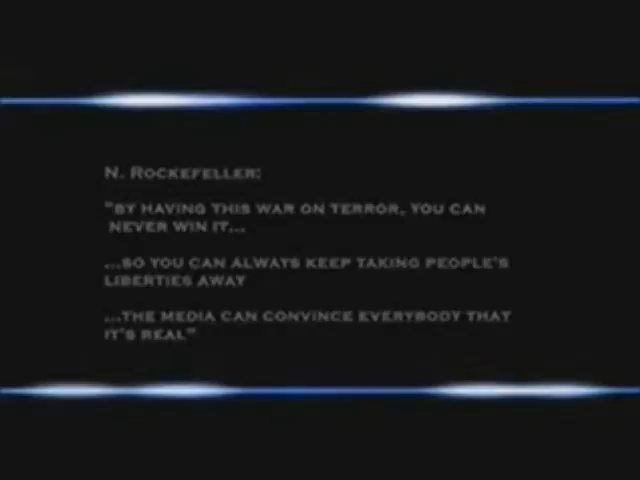 N. ROCKEFELLER:
"BY HAVING THIS WAR ON TERROR, YOU CAN
NEVER WIN IT...
...SO YOU CAN ALWAYS KEEP TAKING PEOPLE'S
LIBERTIES AWAY
...THE MEDIA CAN CONVINCE EVERYBODY THAT
IT'S REAL"